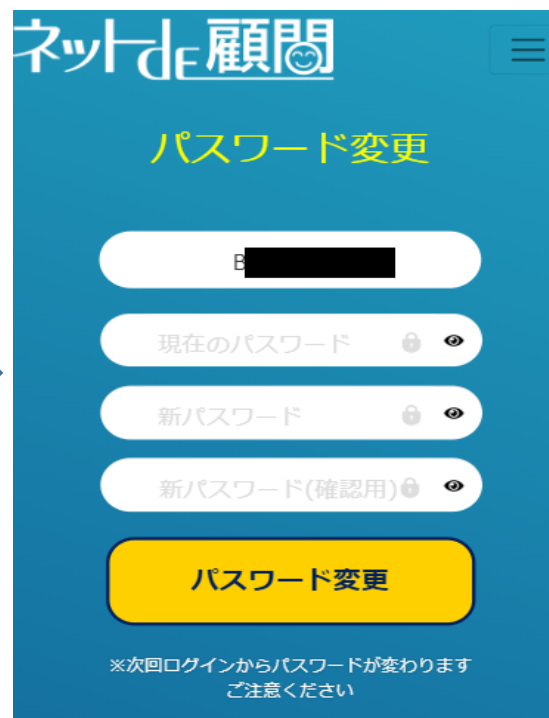 ネットdE顧問
パスワード変更
B
現在のパスワード
新パスワード
新パスワード(確認用)
パスワード変更
※次回ログインからパスワードが変わります
ご注意ください